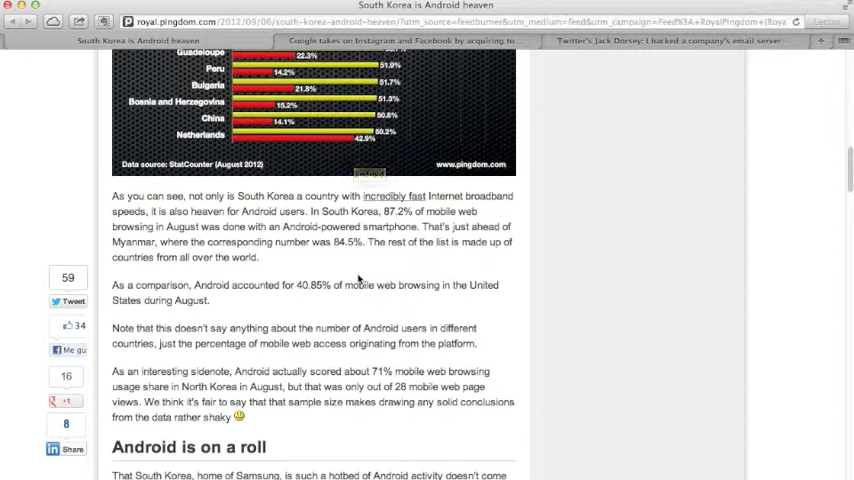 South Korea is Android heaven
royal.pingdom.com/2012/09/06/south-korea-android-heaven/?utm_source=feedburner&utm_medium=feed&utm_campaign=Feed%3A+RoyalPingdom+(Roya
Lector
South Korea is Android heaven
Google takes on Instagram and Facebook by acquiring to...
Twitter's Jack Dorsey: I hacked a company's email server...
Guadeloupe
22.3%
Peru 51.9%
14.2%
Bulgaria 51.7%
21.8%
Bosnia and Herzegovina 51.3%
15.2%
China 50.6%
14.1%
Netherlands 50.2%
42.9%
Data source: StatCounter (August 2012) www.pingdom.com
android
As you can see, not only is South Korea a country with incredibly fast Internet broadband
speeds, it is also heaven for Android users. In South Korea, 87.2% of mobile web
browsing in August was done with an Android-powered smartphone. That's just ahead of
Myanmar, where the corresponding number was 84.5%. The rest of the list is made up of
countries from all over the world.
As a comparison, Android accounted for 40.85% of mobile web browsing in the United
States during August.
Note that this doesn't say anything about the number of Android users in different
countries, just the percentage of mobile web access originating from the platform.
As an interesting sidenote, Android actually scored about 71% mobile web browsing
usage share in North Korea in August, but that was only out of 28 mobile web page
views. We think it's fair to say that that sample size makes drawing any solid conclusions
from the data rather shaky
59
Tweet
34
Me gu
16
+1
8
Share
Android is on a roll
That South Korea, home of Samsung, is such a hotbed of Android activity doesn't come